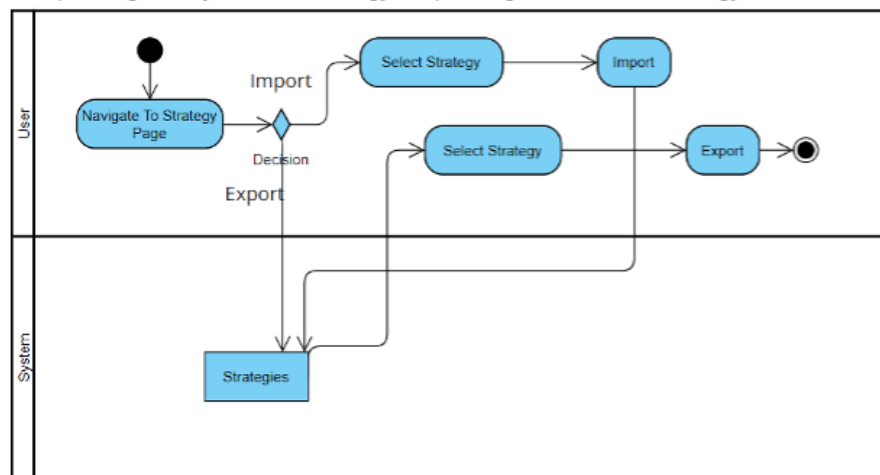 User
Navigate To Strategy
Page
Import
Decision
Export
Select Strategy
Import
Select Strategy
Export
System
Strategies